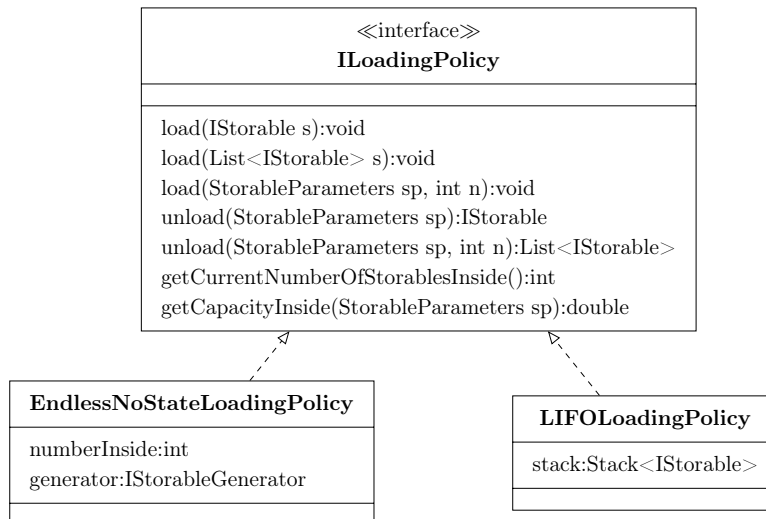 ≪interface≫
ILoadingPolicy
load(IStorable s):void
load(List<IStorable> s):void
load(StorableParameters sp, int n):void
unload(StorableParameters sp):IStorable
unload(StorableParameters sp, int n):List<IStorable>
getCurrentNumberOfStorablesInside():int
getCapacityInside(StorableParameters sp):double
EndlessNoStateLoadingPolicy
numberInside:int
generator:IStorableGenerator
LIFOLoadingPolicy
stack:Stack<IStorable>